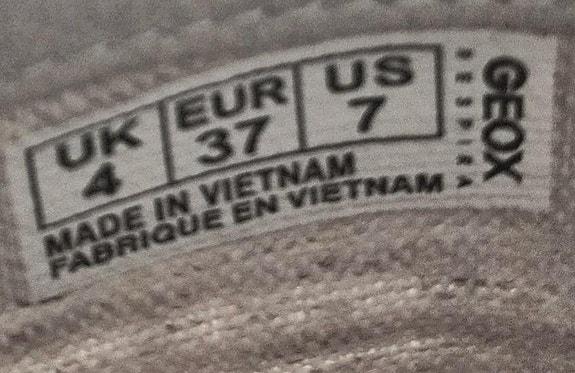 UK EUR US
4 37 7
MADE IN VIETNAM
FABRIQUE EN VIETNAM
GEOX
RESPIRA